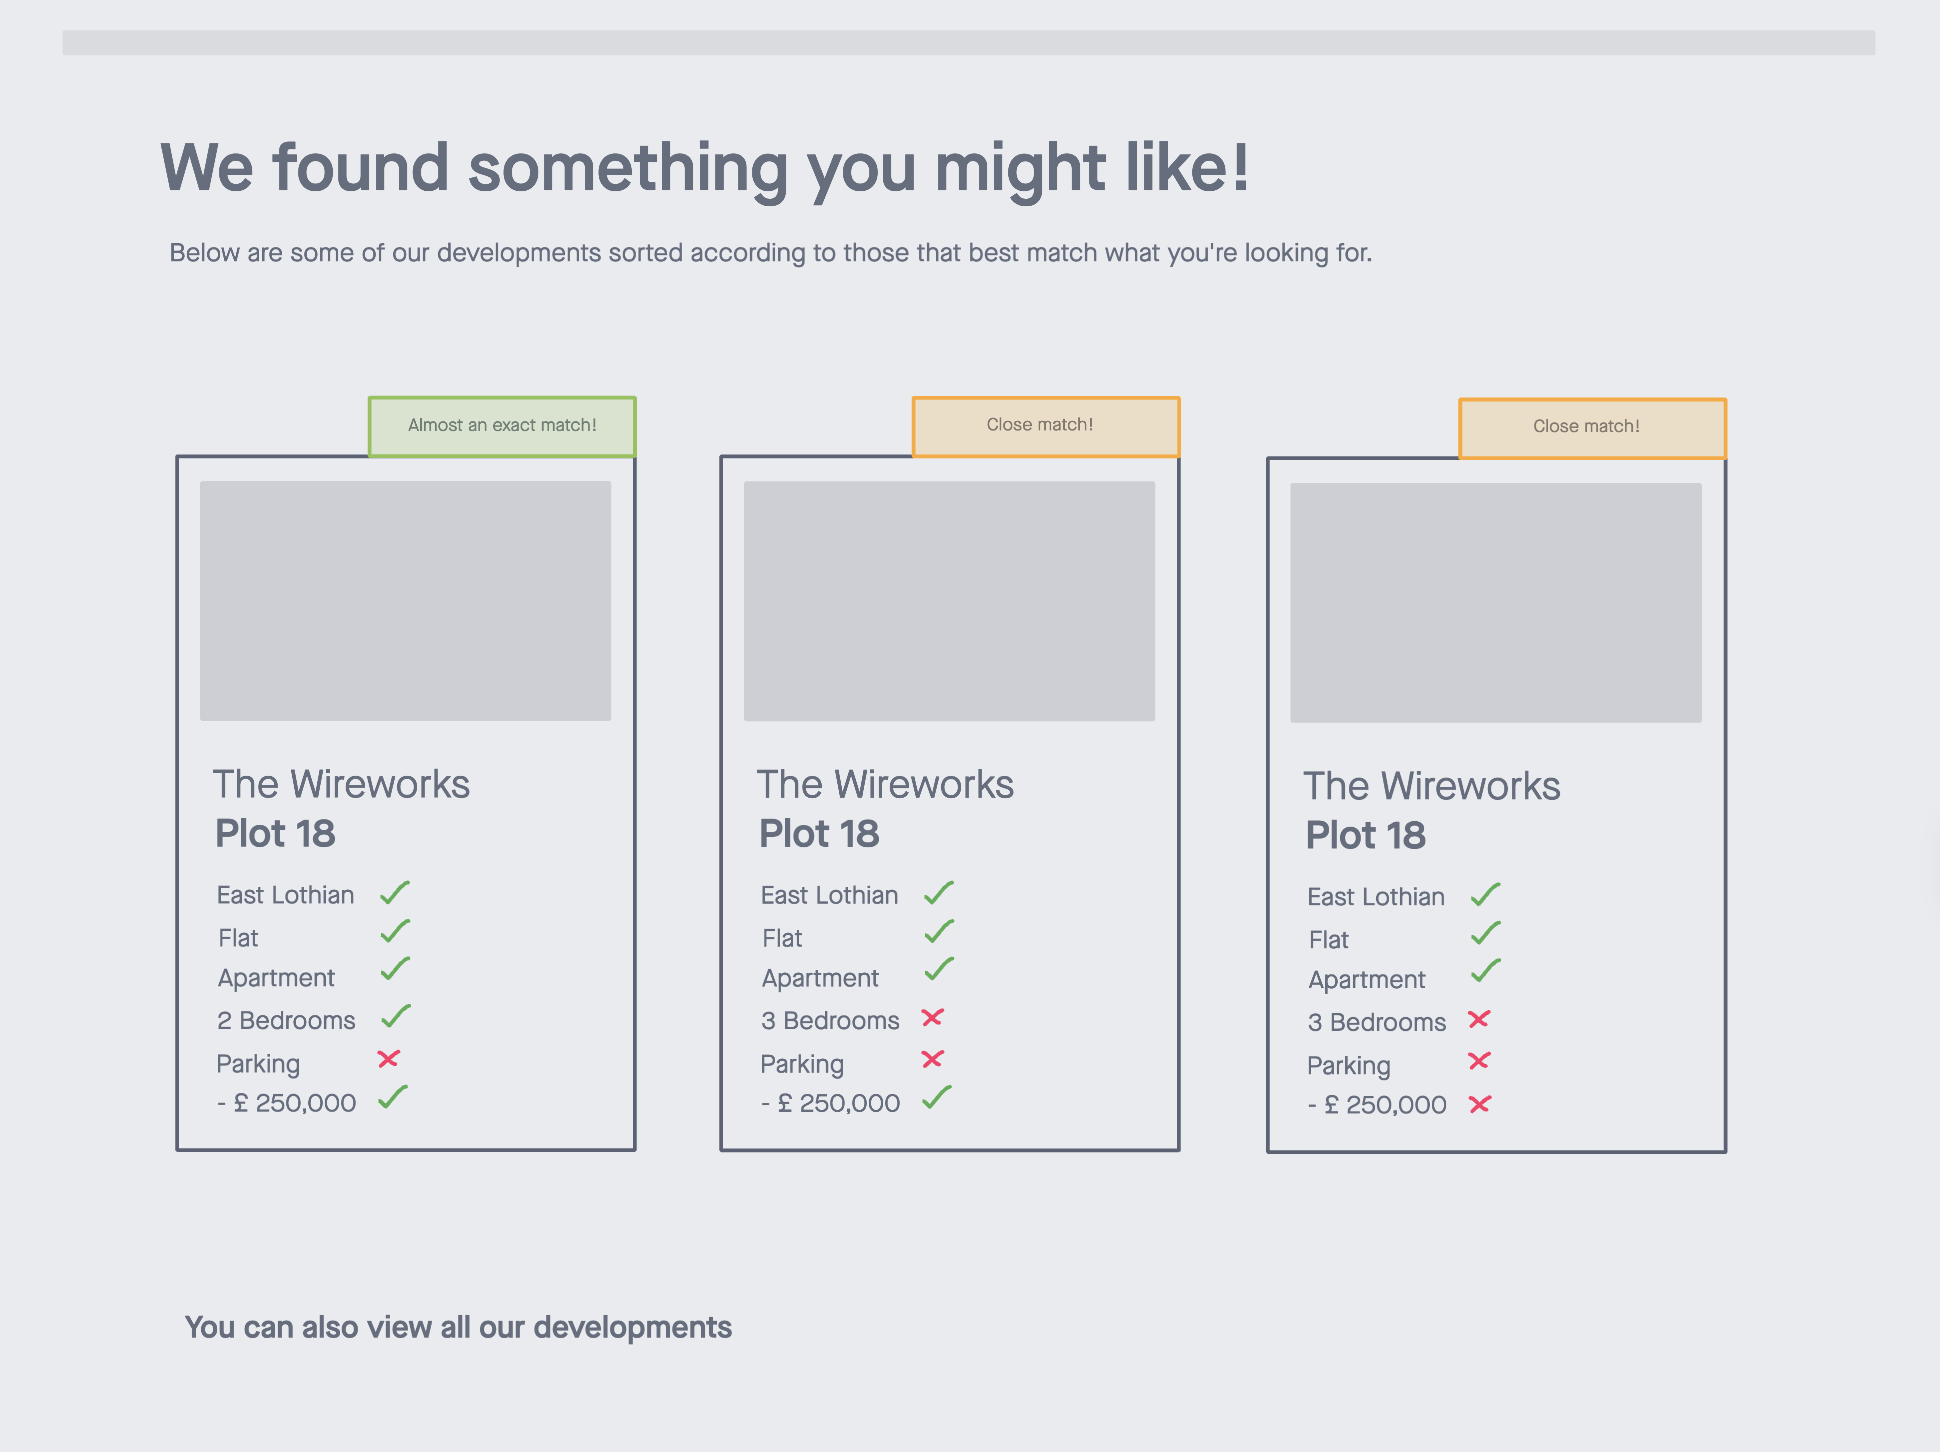 We found something you might like!
Below are some of our developments sorted according to those that best match what you're looking for.
Almost an exact match!
The Wireworks
Plot 18
East Lothian
Flat
Apartment
2 Bedrooms
Parking
- £ 250,000
Close match!
The Wireworks
Plot 18
East Lothian
Flat
Apartment
3 Bedrooms
Parking
- £ 250,000
Close match!
The Wireworks
Plot 18
East Lothian
Flat
Apartment
3 Bedrooms
Parking
- £ 250,000
You can also view all our developments